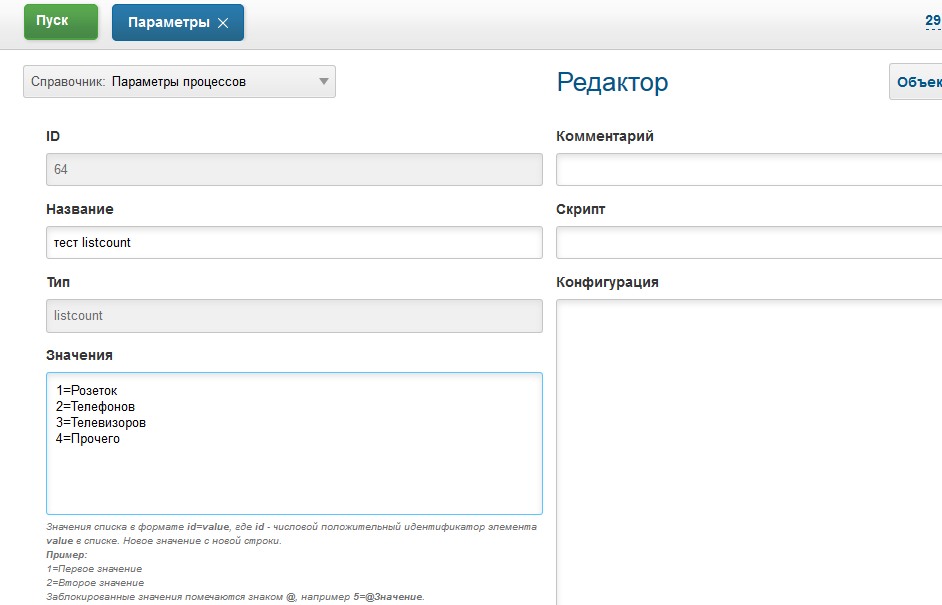 Пуск
Параметры
29
Справочник: Параметры процессов
Редактор
Объек
ID
64
Название
тест listcount
Тип
listcount
Значения
1=Розеток
2=Телефонов
3=Телевизоров
4=Прочего
Значения списка в формате id=value, где id - числовой положительный идентификатор элемента
value в списке. Новое значение с новой строки.
Пример:
1=Первое значение
2=Второе значение
Заблокированные значения помечаются знаком @, например 5=@Значение.
Комментарий
Скрипт
Конфигурация